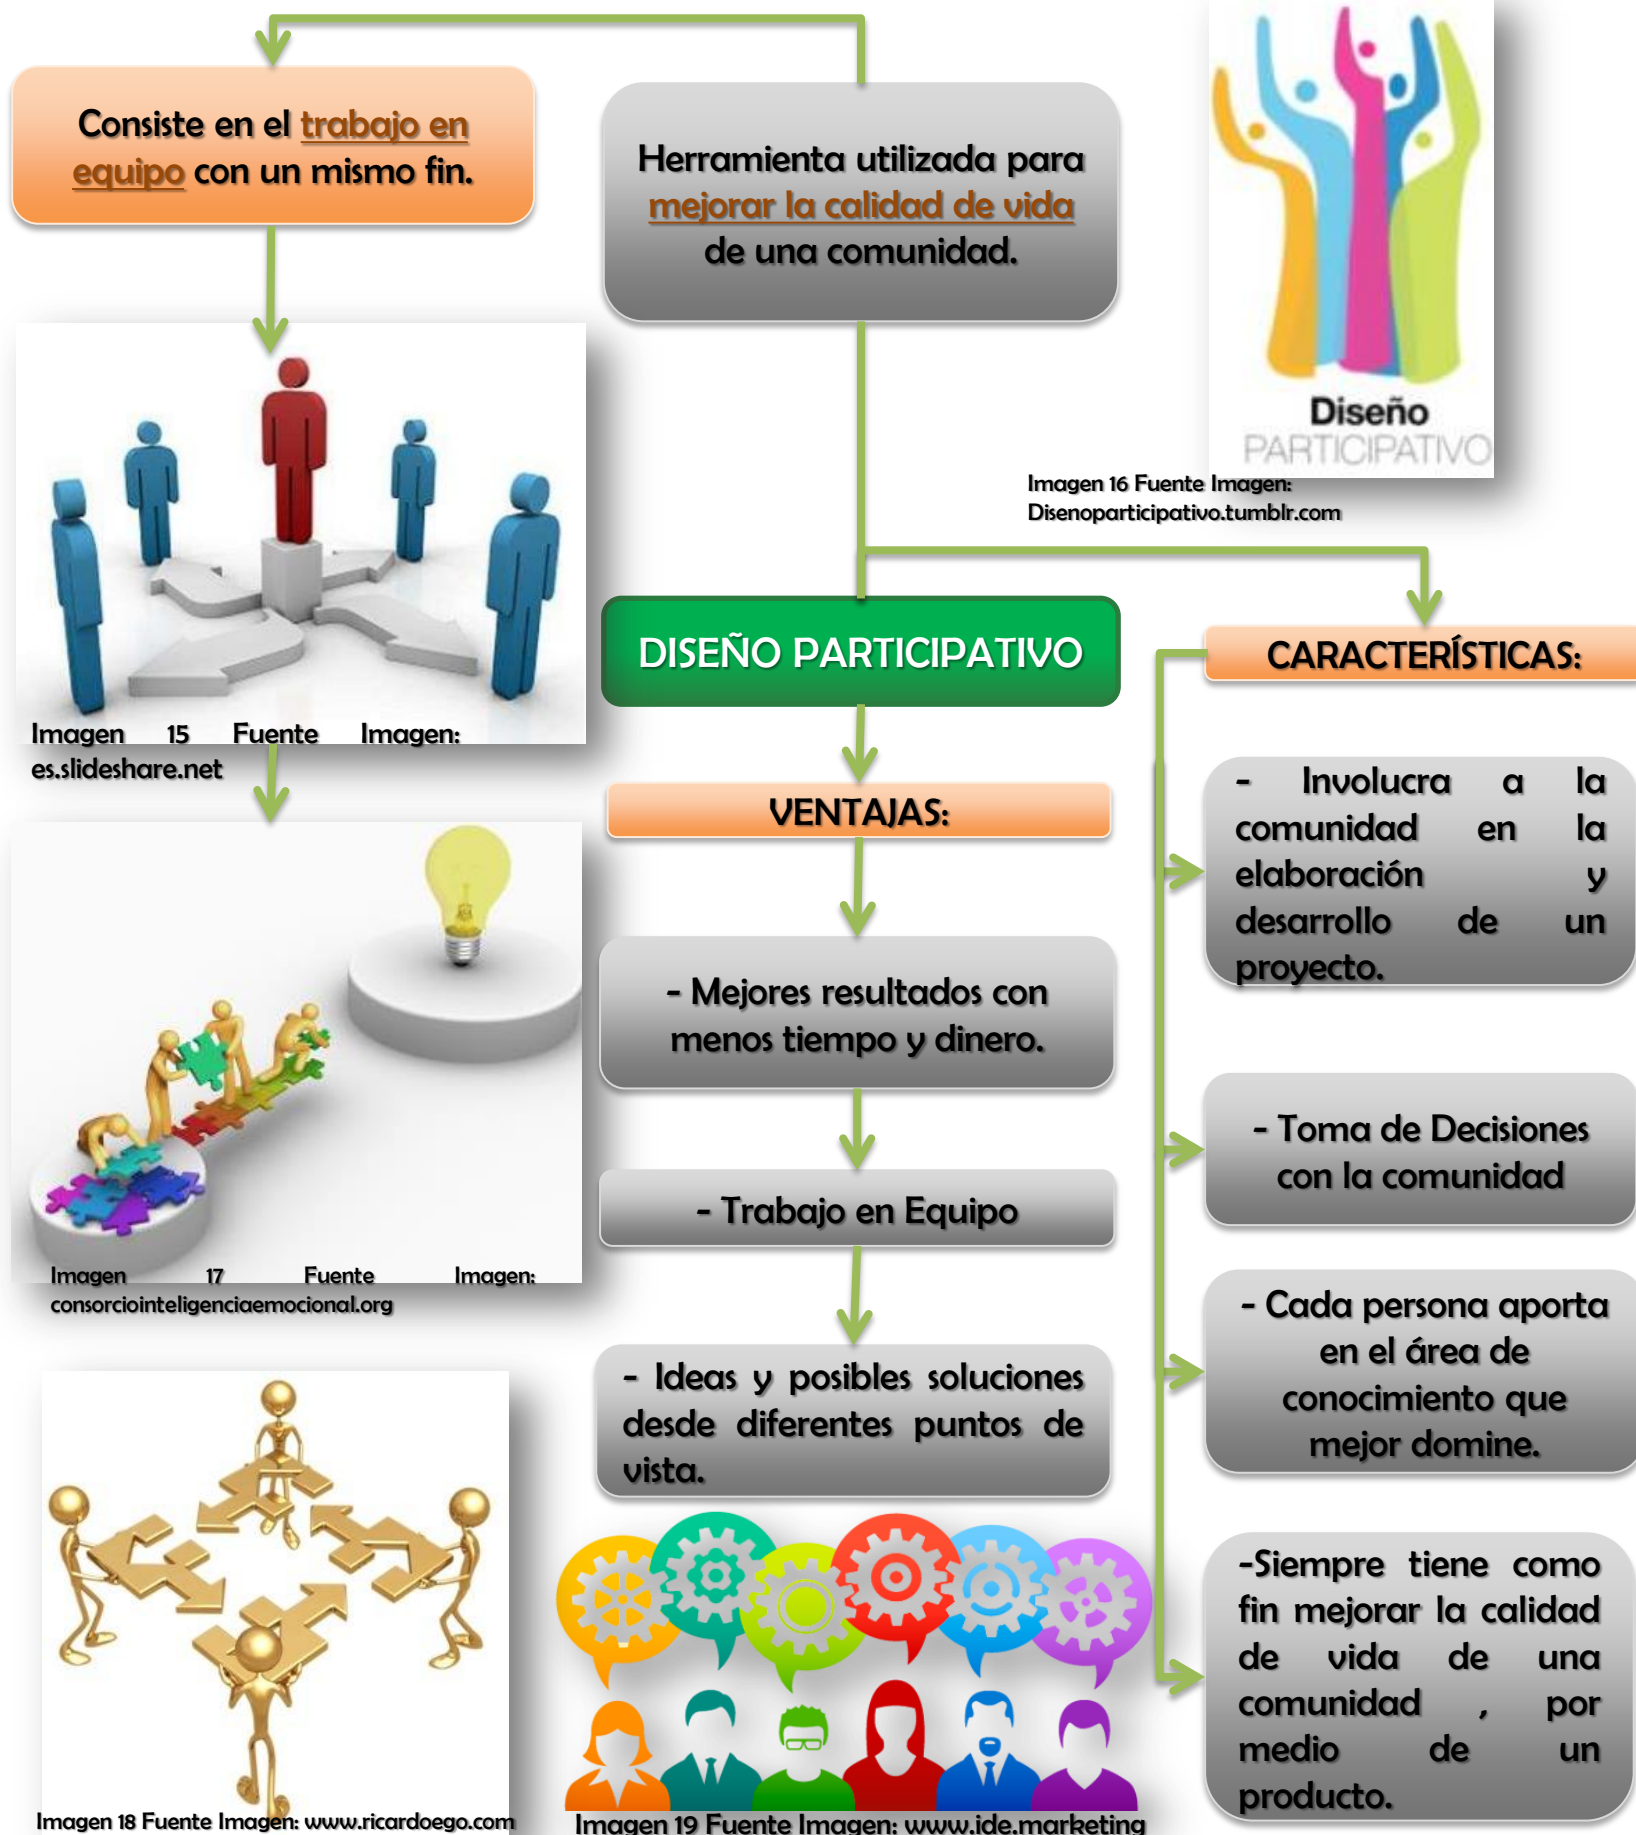 Consiste en el trabajo en
equipo con un mismo fin.
Herramienta utilizada para
mejorar la calidad de vida
de una comunidad.
Diseño
PARTICIPATIVO
Imagen 16 Fuente Imagen:
Disenoparticipativo.tumblr.com
Imagen 15 Fuente Imagen:
es.slideshare.net
DISEÑO PARTICIPATIVO
VENTAJAS:
- Mejores resultados con
menos tiempo y dinero.
- Trabajo en Equipo
- Ideas y posibles soluciones
desde diferentes puntos de
vista.
CARACTERÍSTICAS:
- Involucra a la
comunidad en la
elaboración y
desarrollo de un
proyecto.
- Toma de Decisiones
con la comunidad
- Cada persona aporta
en el área de
conocimiento que
mejor domine.
-Siempre tiene como
fin mejorar la calidad
de vida de una
comunidad , por
medio de un
producto.
Imagen 17 Fuente Imagen:
consorciointeligenciaemocional.org
Imagen 18 Fuente Imagen: www.ricardoego.com
Imagen 19 Fuente Imagen: www.ide.marketing